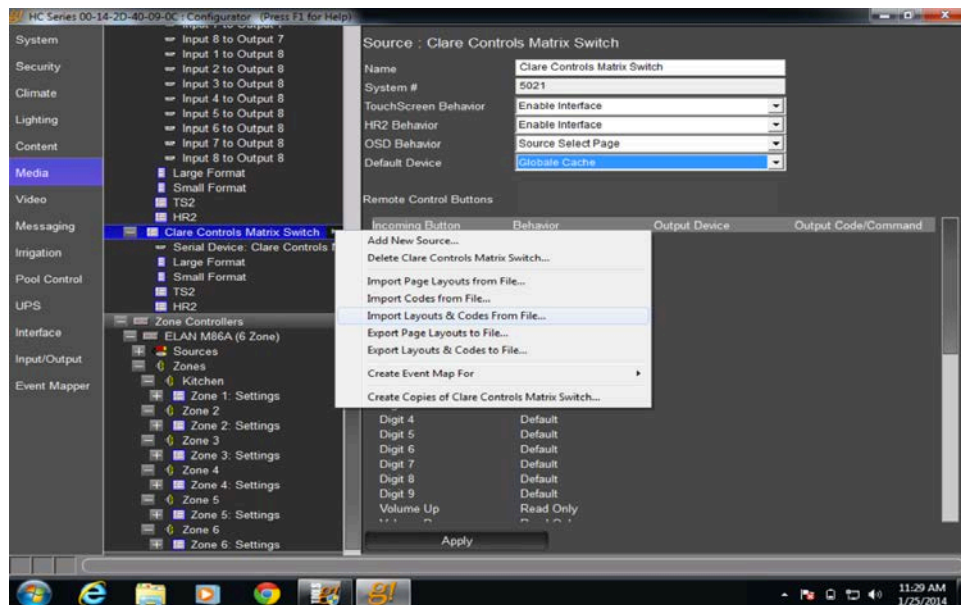 HC Series 00-14-2D-40-09-0C : Configurator (Press F1 for Help)
System
Security
Climate
Lighting
Content
Media
Video
Messaging
Irrigation
Pool Control
UPS
Interface
Input/Output
Event Mapper
Input 8 to Output 7
Input 1 to Output 8
Input 2 to Output 8
Input 3 to Output 8
Input 4 to Output 8
Input 5 to Output 8
Input 6 to Output 8
Input 7 to Output 8
Input 8 to Output 8
Large Format
Small Format
TS2
HR2
Clare Controls Matrix Switch
Serial Device: Clare Controls
Large Format
Small Format
TS2
HR2
Zone Controllers
ELAN M86A (6 Zone)
Sources
Zones
Kitchen
Zone 1: Settings
Zone 2
Zone 2: Settings
Zone 3
Zone 3: Settings
Zone 4
Zone 4: Settings
Zone 5
Zone 5: Settings
Zone 6
Zone 6: Settings
Source : Clare Controls Matrix Switch
Name Clare Controls Matrix Switch
System # 5021
TouchScreen Behavior Enable Interface
HR2 Behavior Enable Interface
OSD Behavior Source Select Page
Default Device Globale Cache
Remote Control Buttons
Incoming Button Behavior Output Device Output Code/Command
Add New Source...
Delete Clare Controls Matrix Switch...
Import Page Layouts from File...
Import Codes from File...
Import Layouts & Codes From File...
Export Page Layouts to File...
Export Layouts & Codes to File...
Create Event Map For
Create Copies of Clare Controls Matrix Switch...
Digit 4 Default
Digit 5 Default
Digit 6 Default
Digit 7 Default
Digit 8 Default
Digit 9 Default
Volume Up Read Only
Apply
g!
11:29 AM
1/25/2014